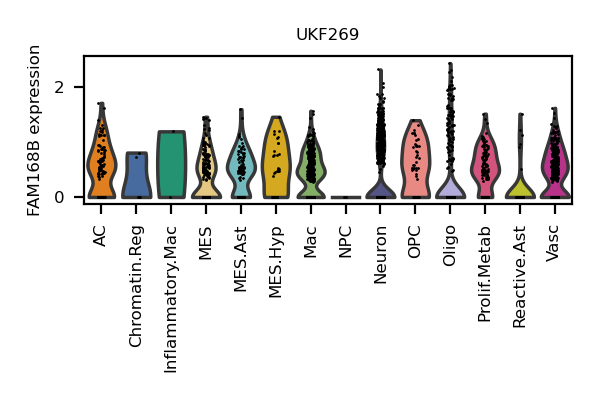 UKF269
FAM168B expression
2
0
AC
Chromatin.Reg
Inflammatory.Mac
MES
MES.Ast
MES.Hyp
Mac
NPC
Neuron
OPC
Oligo
Prolif.Metab
Reactive.Ast
Vasc